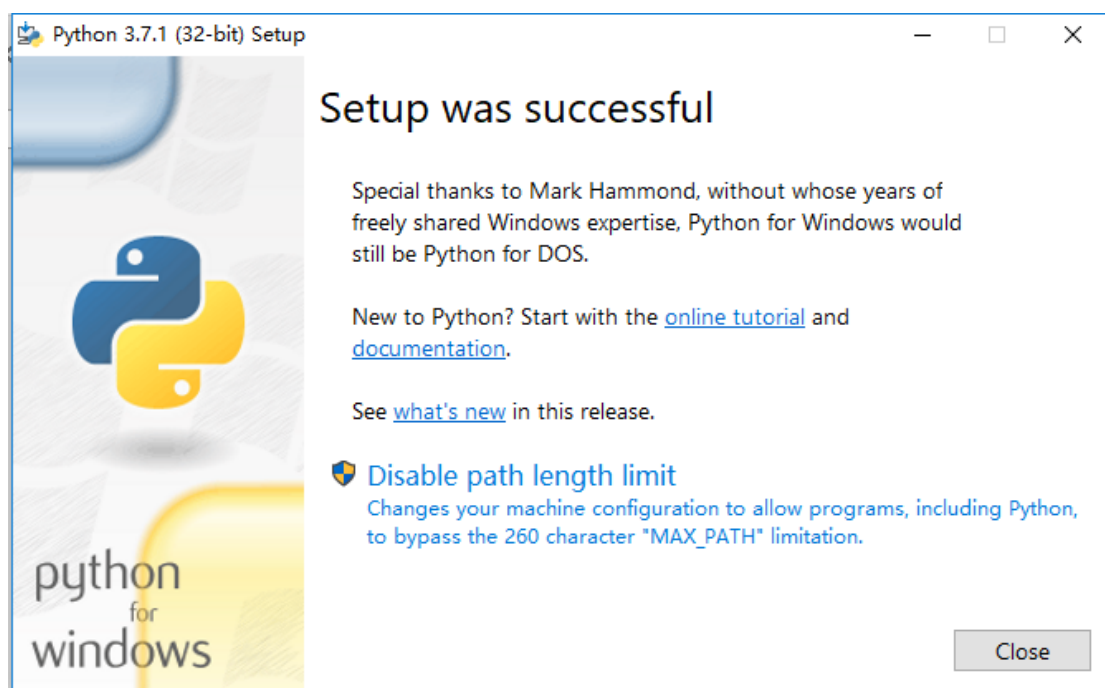 Python 3.7.1 (32-bit) Setup
Setup was successful
Special thanks to Mark Hammond, without whose years of
freely shared Windows expertise, Python for Windows would
still be Python for DOS.
New to Python? Start with the online tutorial and
documentation.
See what's new in this release.
Disable path length limit
Changes your machine configuration to allow programs, including Python,
to bypass the 260 character "MAX_PATH" limitation.
python
for
windows
Close